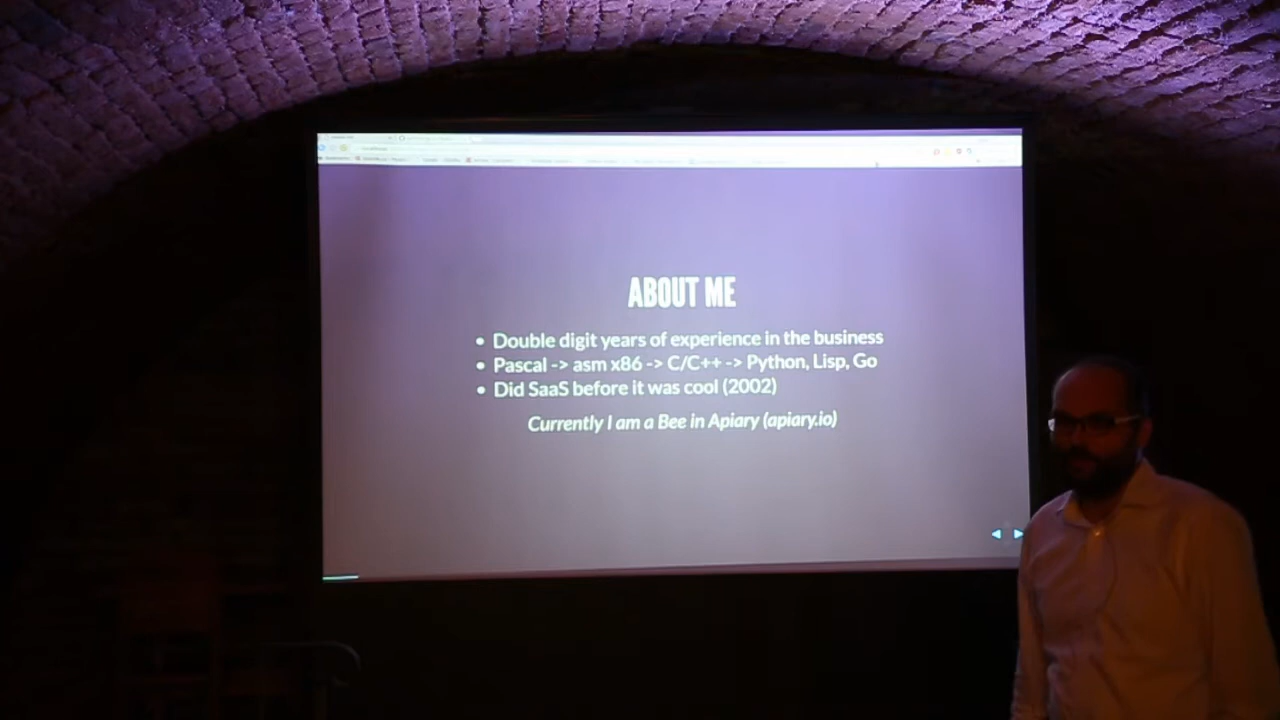 ABOUT ME
• Double digit years of experience in the business
• Pascal -> asm x86 -> C/C++ -> Python, Lisp, Go
• Did SaaS before it was cool (2002)
Currently I am a Bee in Apiary (apiary.io)